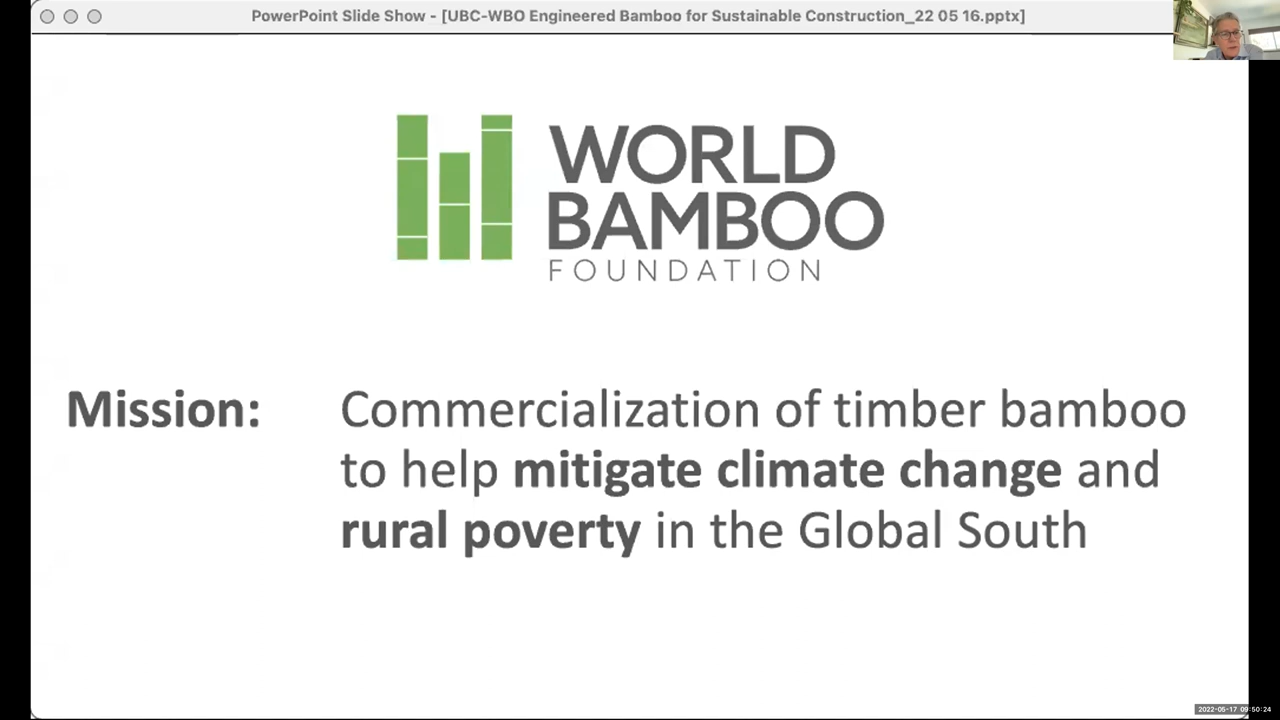 PowerPoint Slide Show - [UBC-WBO Engineered Bamboo for Sustainable Construction_22 05 16.pptx]
WORLD
BAMBOO
FOUNDATION
Mission: Commercialization of timber bamboo
to help mitigate climate change and
rural poverty in the Global South
2022-05-17 09:50:24